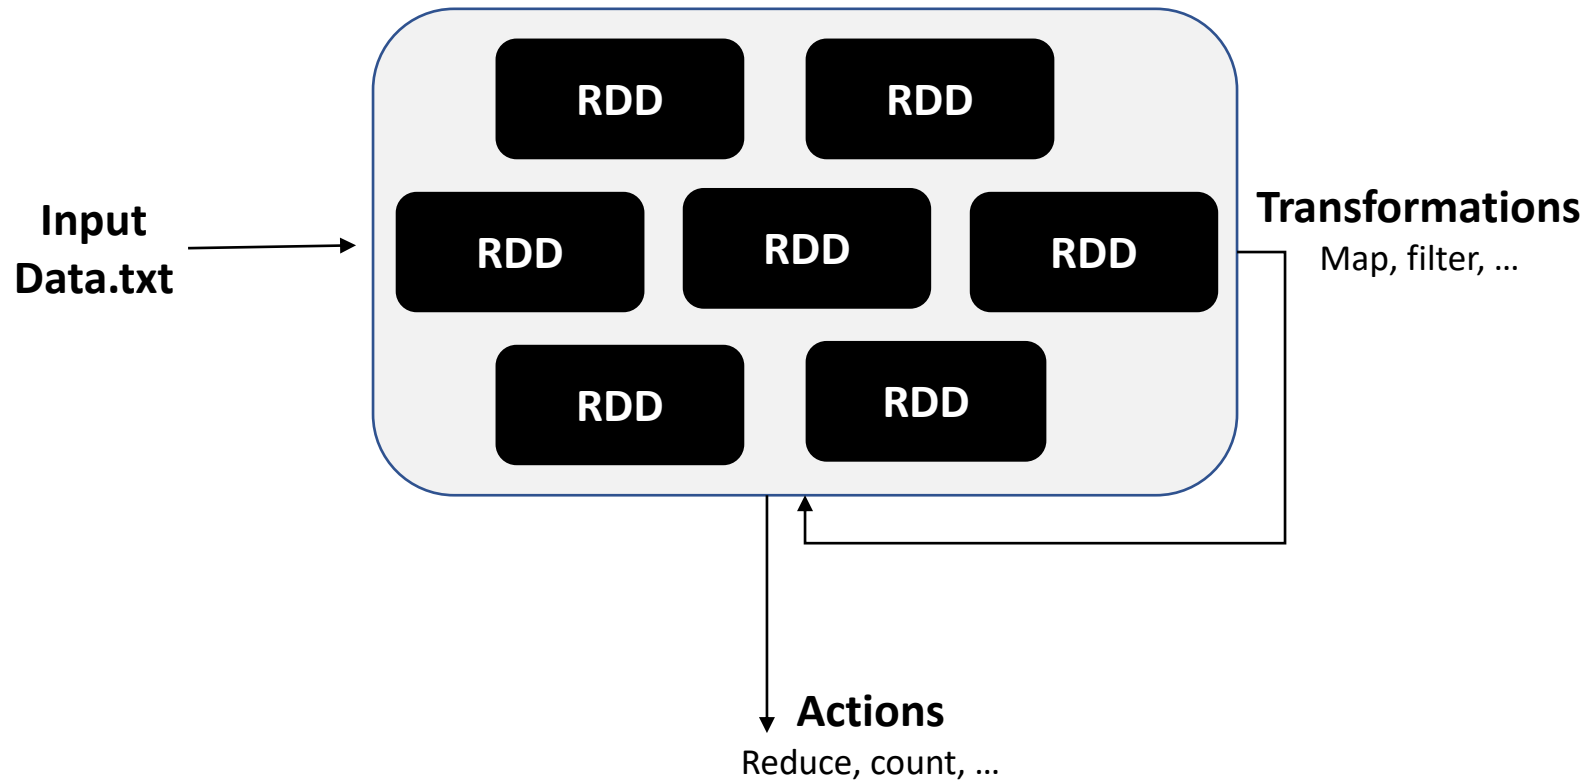 RDD
RDD
Input
Data.txt
RDD
RDD
RDD
Transformations
Map, filter, …
RDD
RDD
Actions
Reduce, count, …